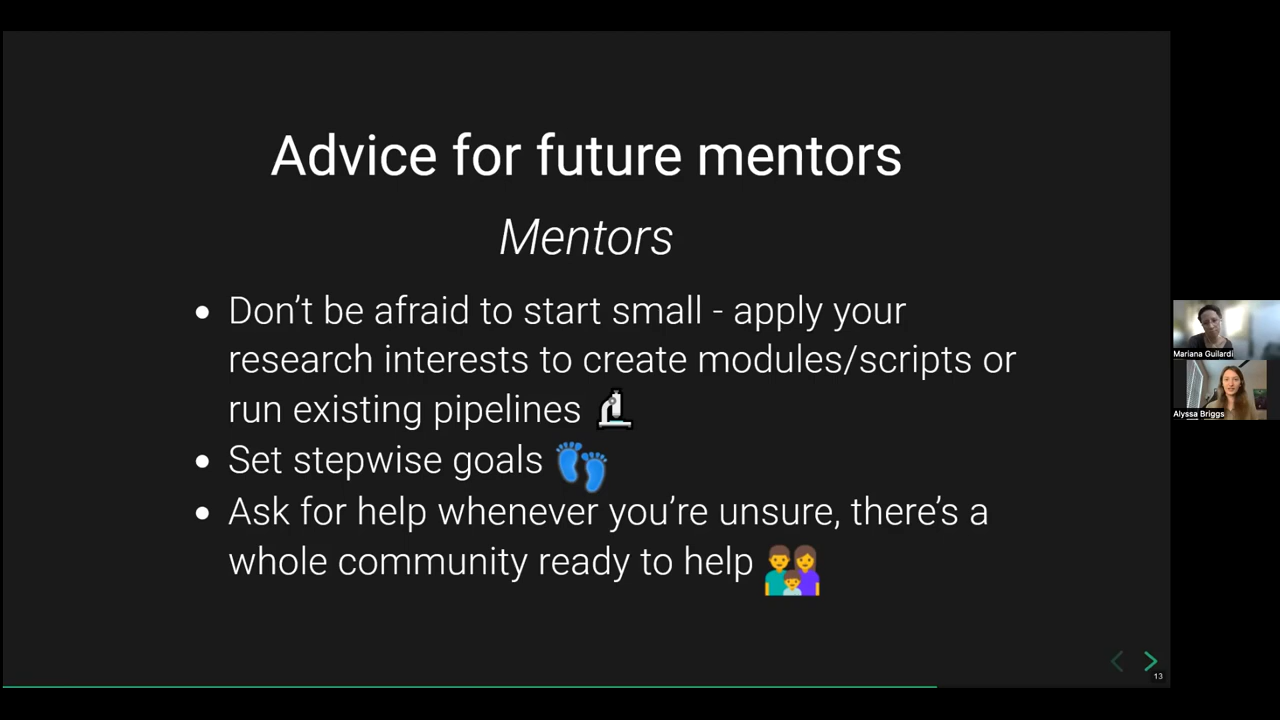 Advice for future mentors
Mentors
• Don’t be afraid to start small - apply your
research interests to create modules/scripts or
run existing pipelines
• Set stepwise goals
• Ask for help whenever you’re unsure, there’s a
whole community ready to help
Mariana Guilardi
Alyssa Briggs
13